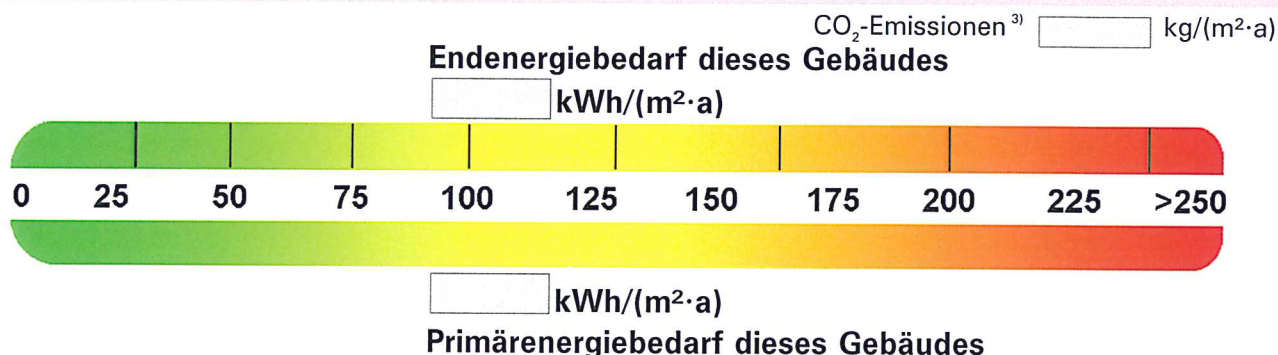 CO₂-Emissionen ³⁾ kg/(m²·a)
Endenergiebedarf dieses Gebäudes
kWh/(m²·a)
0 25 50 75 100 125 150 175 200 225 >250
kWh/(m²·a)
Primärenergiebedarf dieses Gebäudes